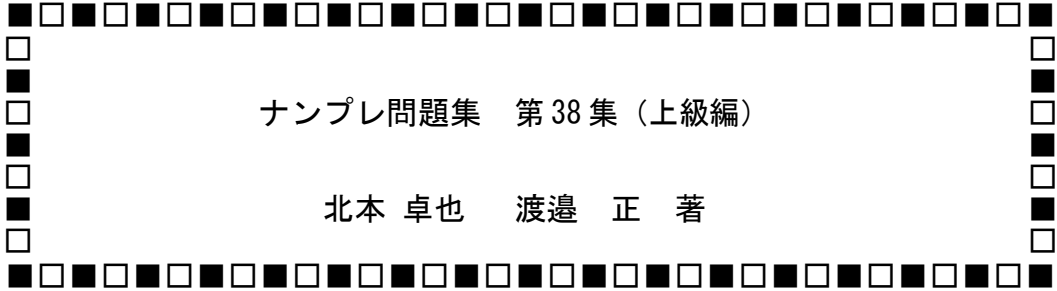 ナンプレ問題集　第38集（上級編）
北本 卓也　渡邉　正　著